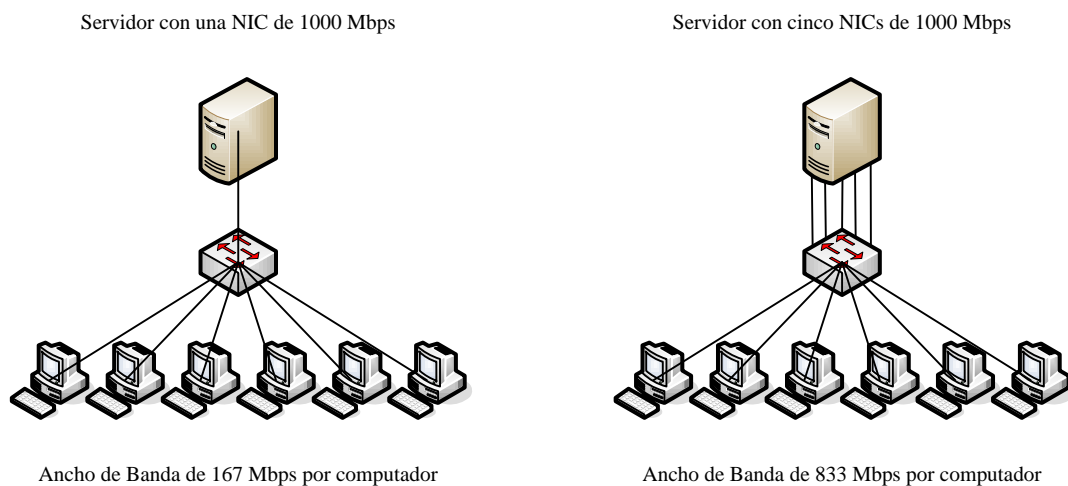 Servidor con una NIC de 1000 Mbps
Servidor con cinco NICs de 1000 Mbps
Ancho de Banda de 167 Mbps por computador
Ancho de Banda de 833 Mbps por computador